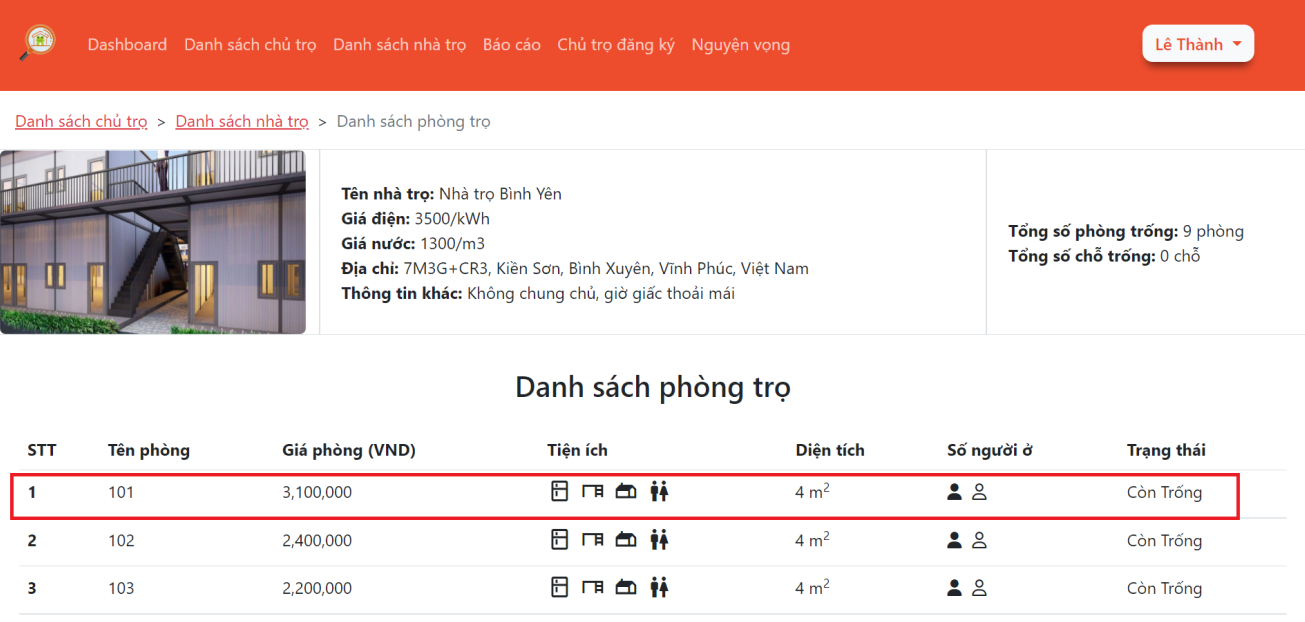 Dashboard Danh sách chủ trọ Danh sách nhà trọ Báo cáo Chủ trọ đăng ký Nguyện vọng Lê Thành
Danh sách chủ trọ > Danh sách nhà trọ > Danh sách phòng trọ
Tên nhà trọ: Nhà trọ Bình Yên
Giá điện: 3500/kWh
Giá nước: 1300/m3
Địa chỉ: 7M3G+CR3, Kiền Sơn, Bình Xuyên, Vĩnh Phúc, Việt Nam
Thông tin khác: Không chung chủ, giờ giấc thoải mái
Tổng số phòng trống: 9 phòng
Tổng số chỗ trống: 0 chỗ
Danh sách phòng trọ
STT Tên phòng Giá phòng (VND) Tiện ích Diện tích Số người ở Trạng thái
1 101 3,100,000 4 m² Còn Trống
2 102 2,400,000 4 m² Còn Trống
3 103 2,200,000 4 m² Còn Trống